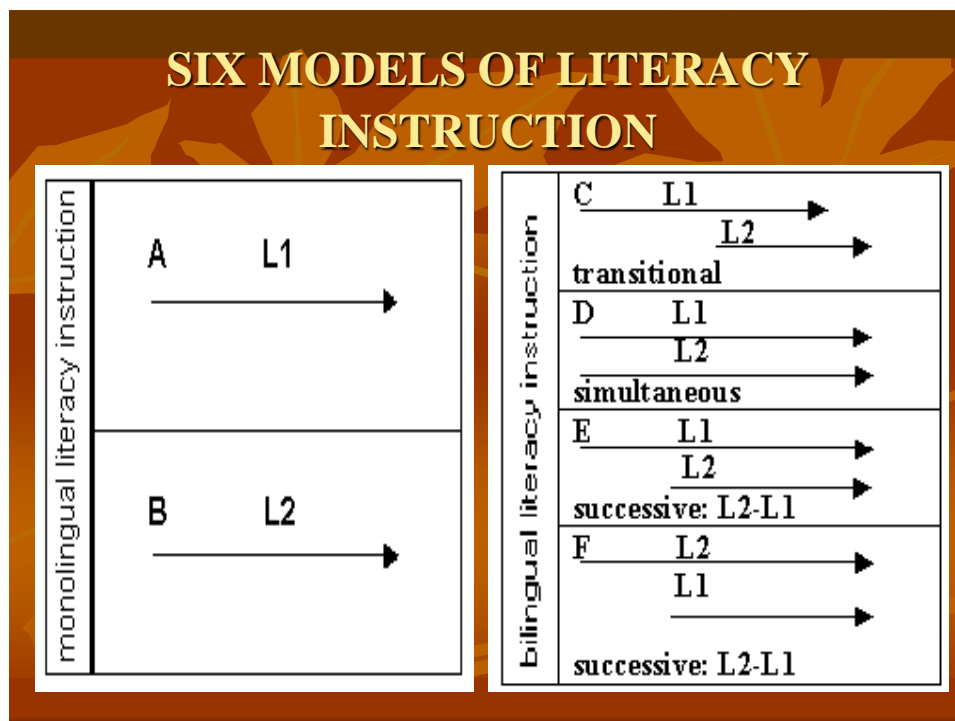 SIX MODELS OF LITERACY
INSTRUCTION
monolingual literacy instruction
A L1
B L2
bilingual literacy instruction
C L1
L2
transitional
D L1
L2
simultaneous
E L1
L2
successive: L2-L1
F L2
L1
successive: L2-L1